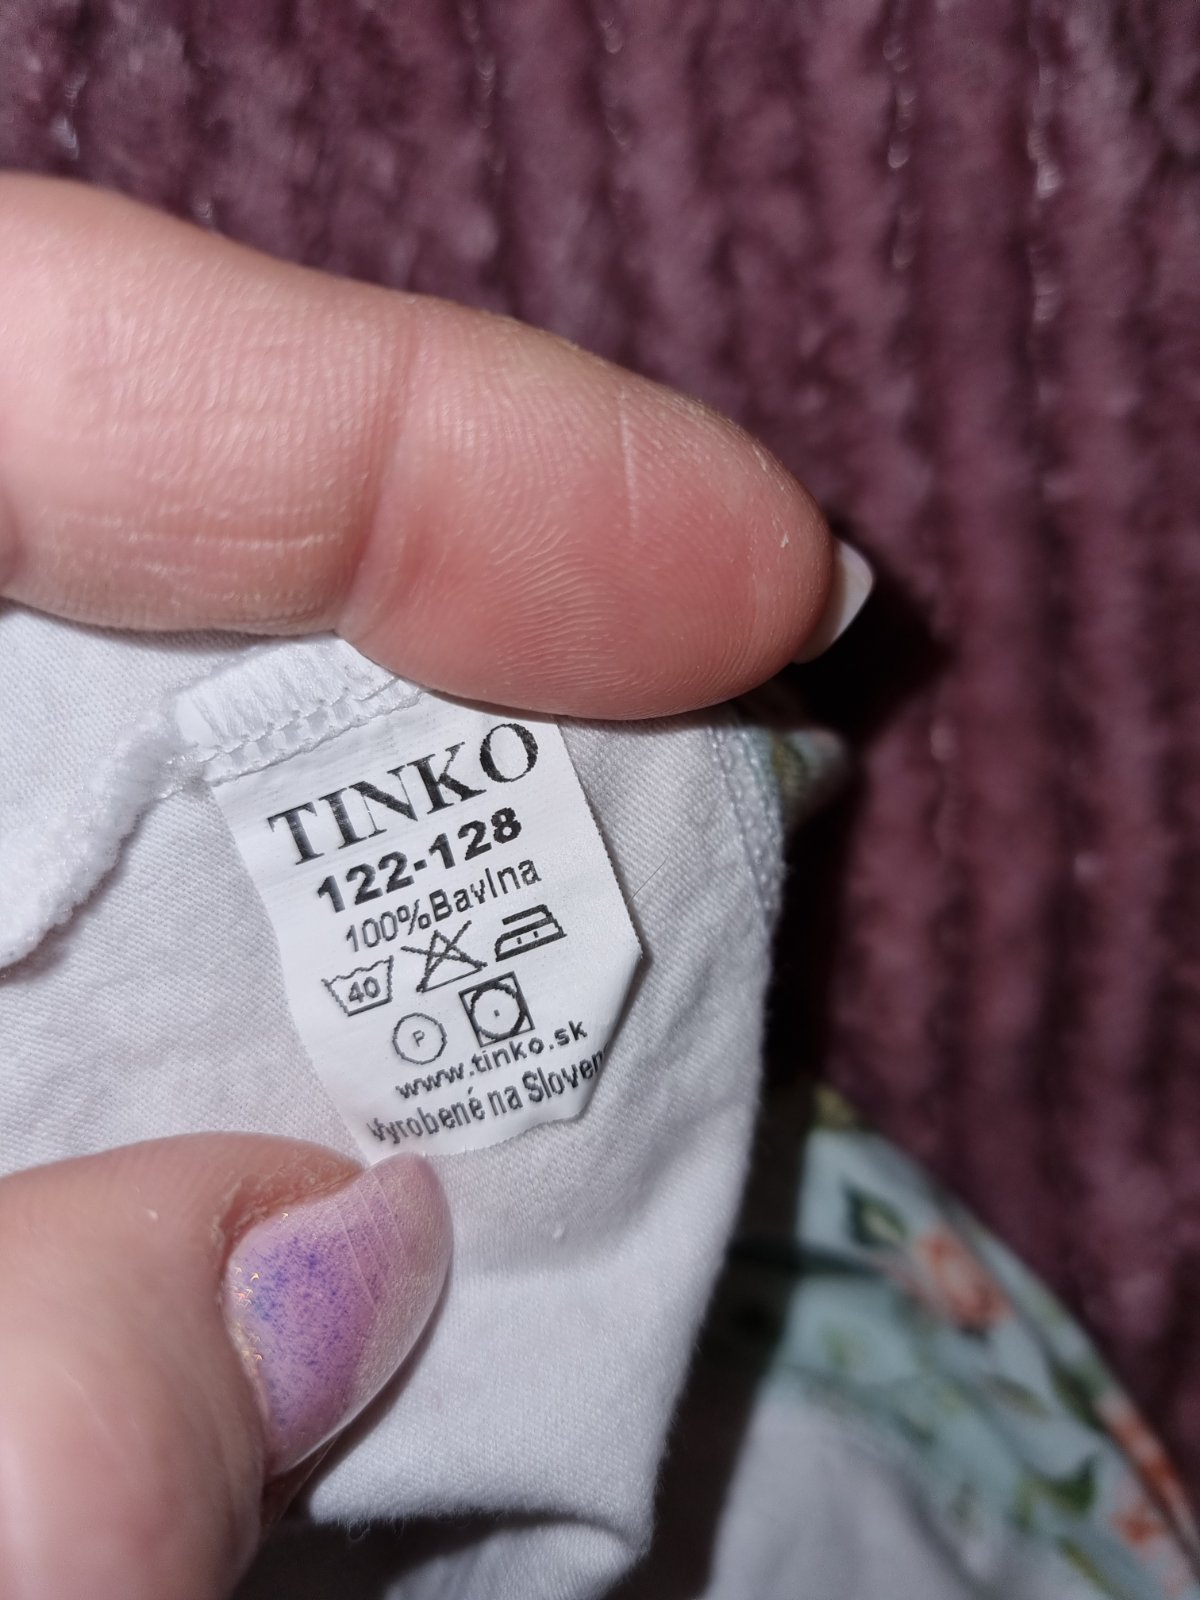 TINKO
122-128
100%Bavlna
40
P
www.tinko.sk
Vyrobené na Sloven